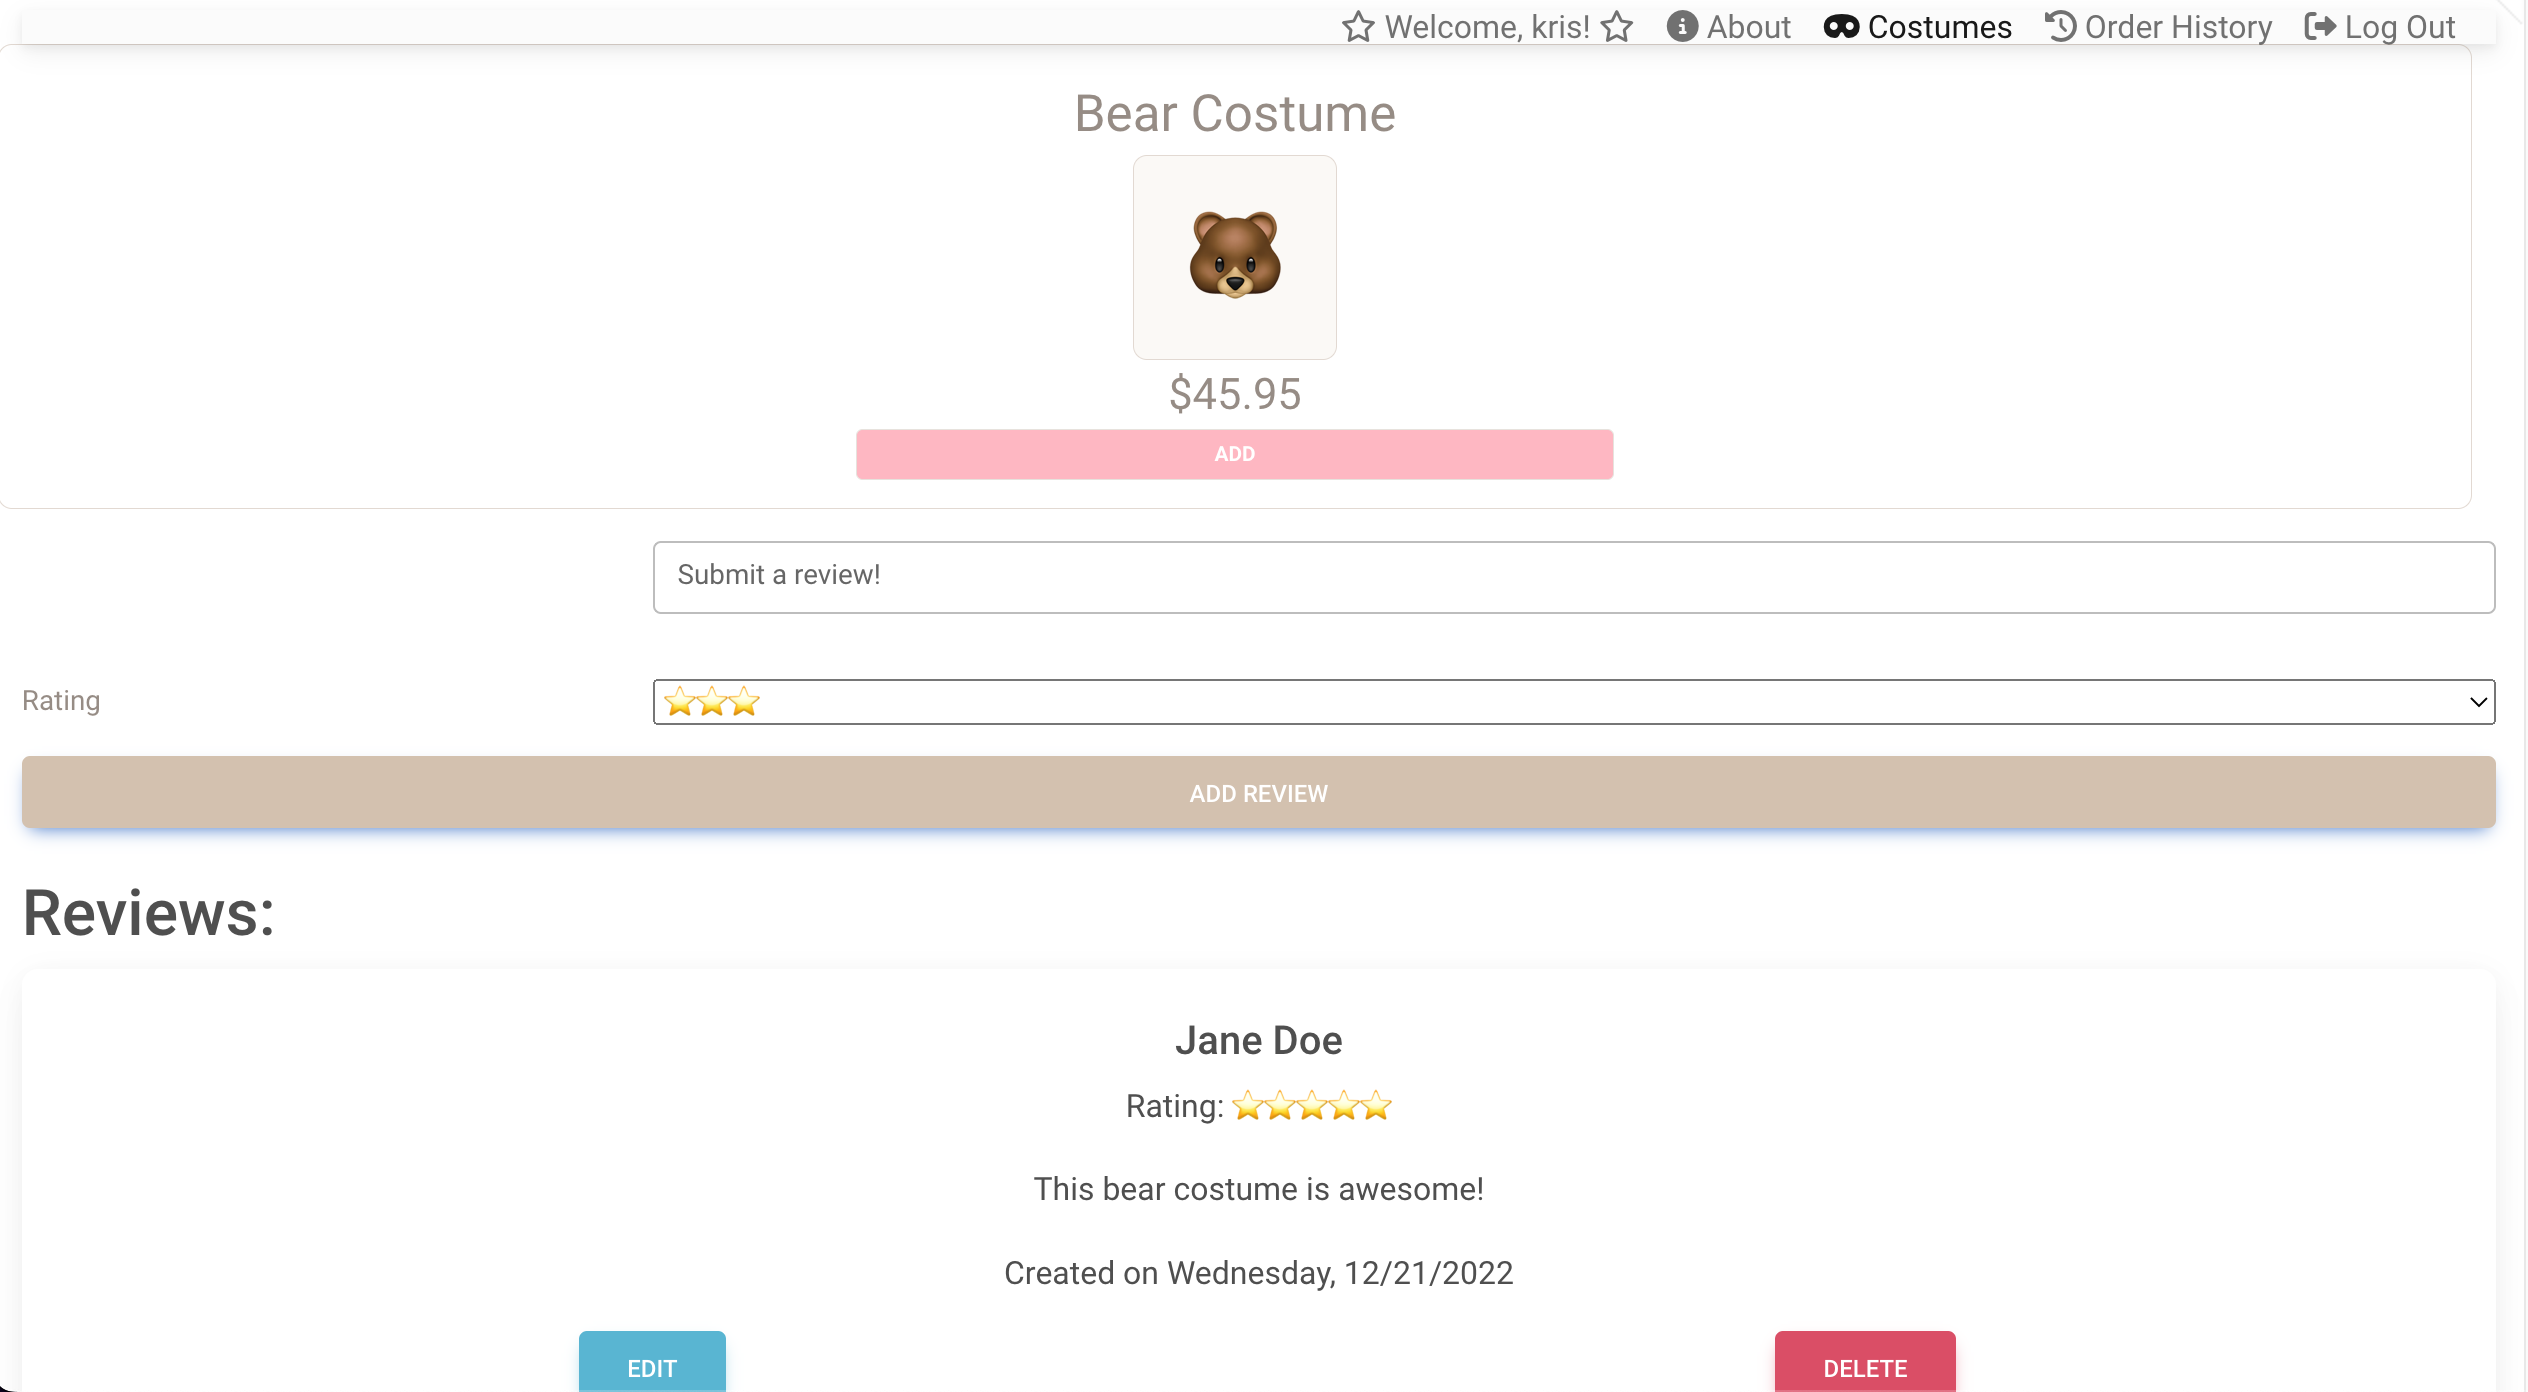 Welcome, kris! About Costumes Order History Log Out
Bear Costume
$45.95
ADD
Submit a review!
Rating
ADD REVIEW
Reviews:
Jane Doe
Rating: ⭐⭐⭐⭐⭐
This bear costume is awesome!
Created on Wednesday, 12/21/2022
EDIT DELETE